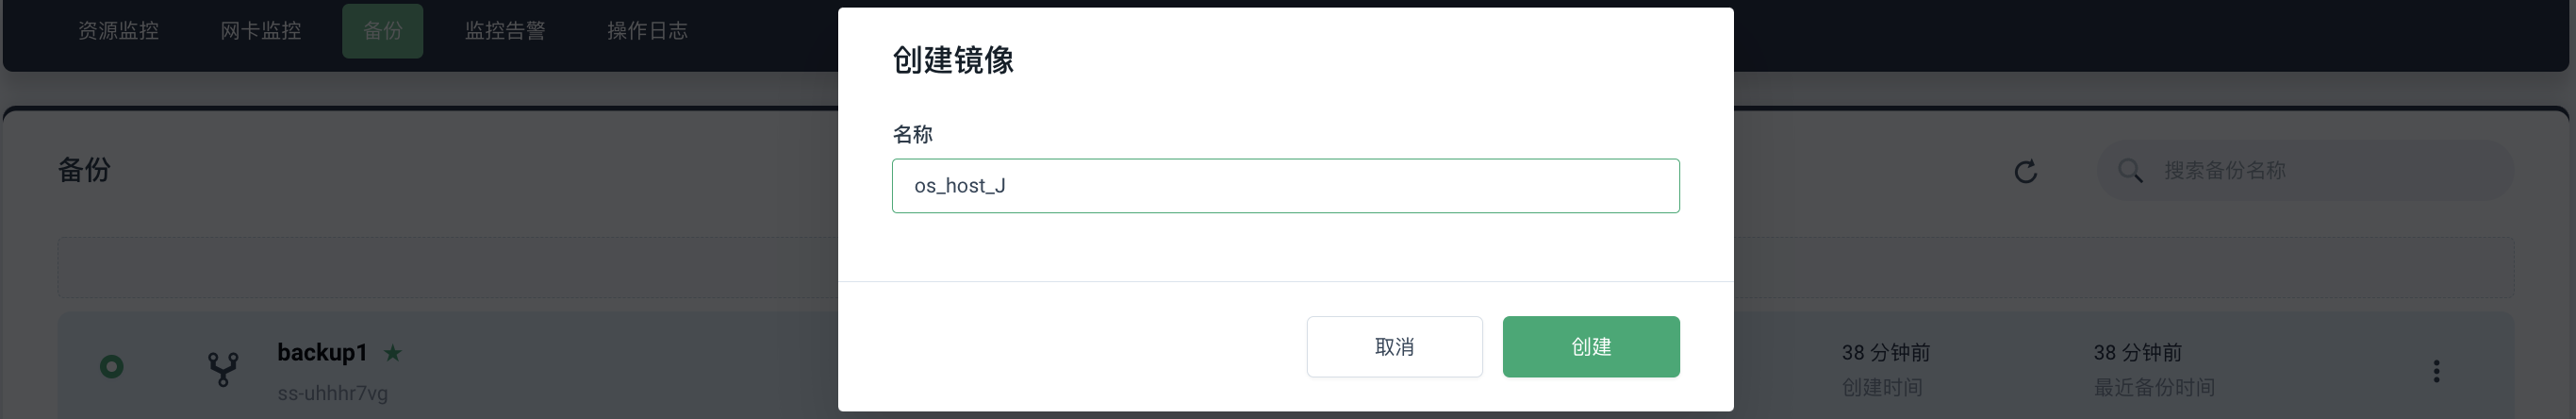 资源监控 网卡监控 备份 监控告警 操作日志
创建镜像
名称
os_host_J
取消 创建
备份
搜索备份名称
backup1
ss-uhhhr7vg
38 分钟前
创建时间
38 分钟前
最近备份时间